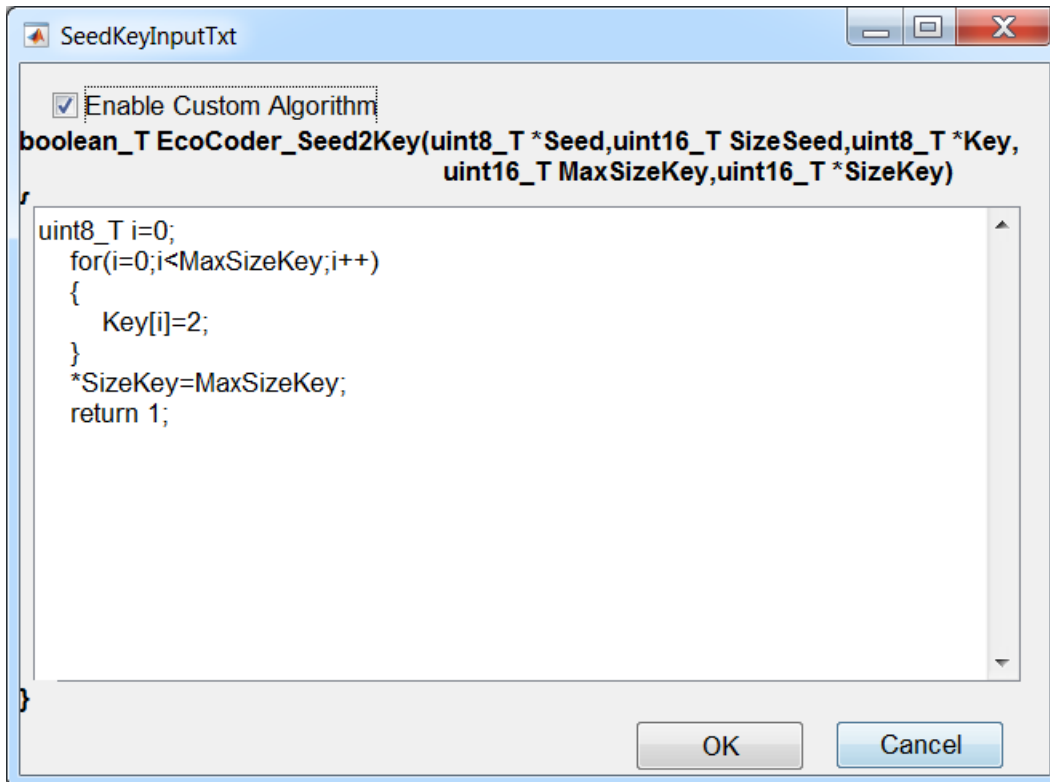 SeedKeyInputTxt
Enable Custom Algorithm
boolean_T EcoCoder_Seed2Key(uint8_T *Seed,uint16_T SizeSeed,uint8_T *Key,
uint16_T MaxSizeKey,uint16_T *SizeKey)
{
uint8_T i=0;
for(i=0;i<MaxSizeKey;i++)
{
Key[i]=2;
}
*SizeKey=MaxSizeKey;
return 1;
}
OK Cancel